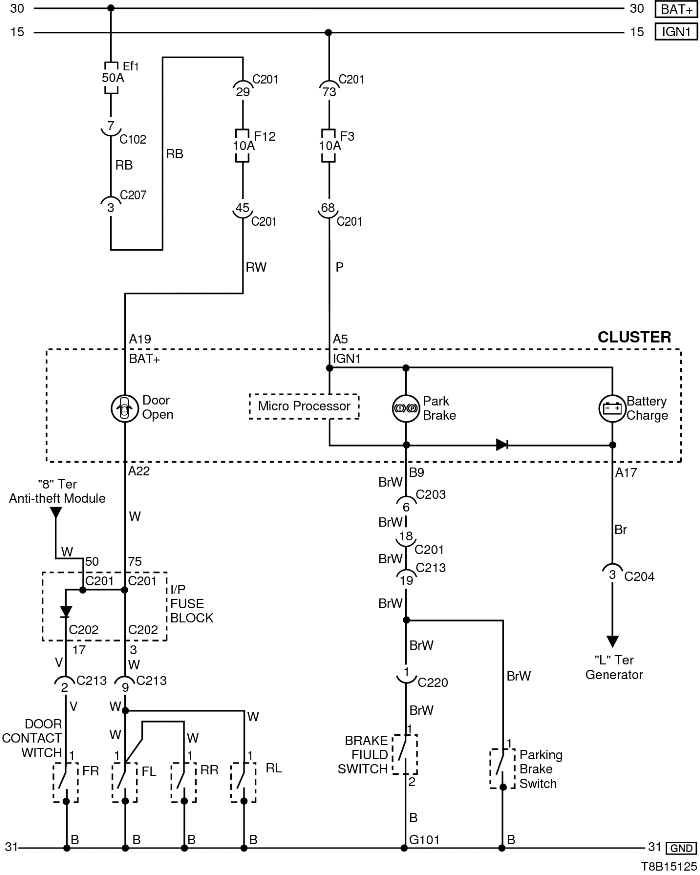 30 30 BAT+
15 15 IGN1
Ef1
50A
C201
29
C201
73
7
C102
F12
10A
F3
10A
RB
RB
C207
3
45
C201
68
C201
RW
P
A19
A5
CLUSTER
BAT+
IGN1
Door
Open
Micro Processor
Park
Brake
Battery
Charge
A22
B9
A17
"8" Ter
Anti-theft Module
BrW
C203
6
W
BrW
18
Br
C201
W
50
75
BrW
C213
19
3
C204
C201
C201
I/P
FUSE
BLOCK
BrW
C202
C202
17
3
BrW
"L" Ter
Generator
V
W
1
C213
2
C213
9
C220
BrW
V
W
BrW
W
DOOR
CONTACT
WITCH
W
W
1
1
BRAKE
FIULD
SWITCH
Parking
Brake
Switch
1
1
1
1
FR
FL
RR
RL
2
B
B
B
B
B
G101
B
31
31 GND
T8B15125